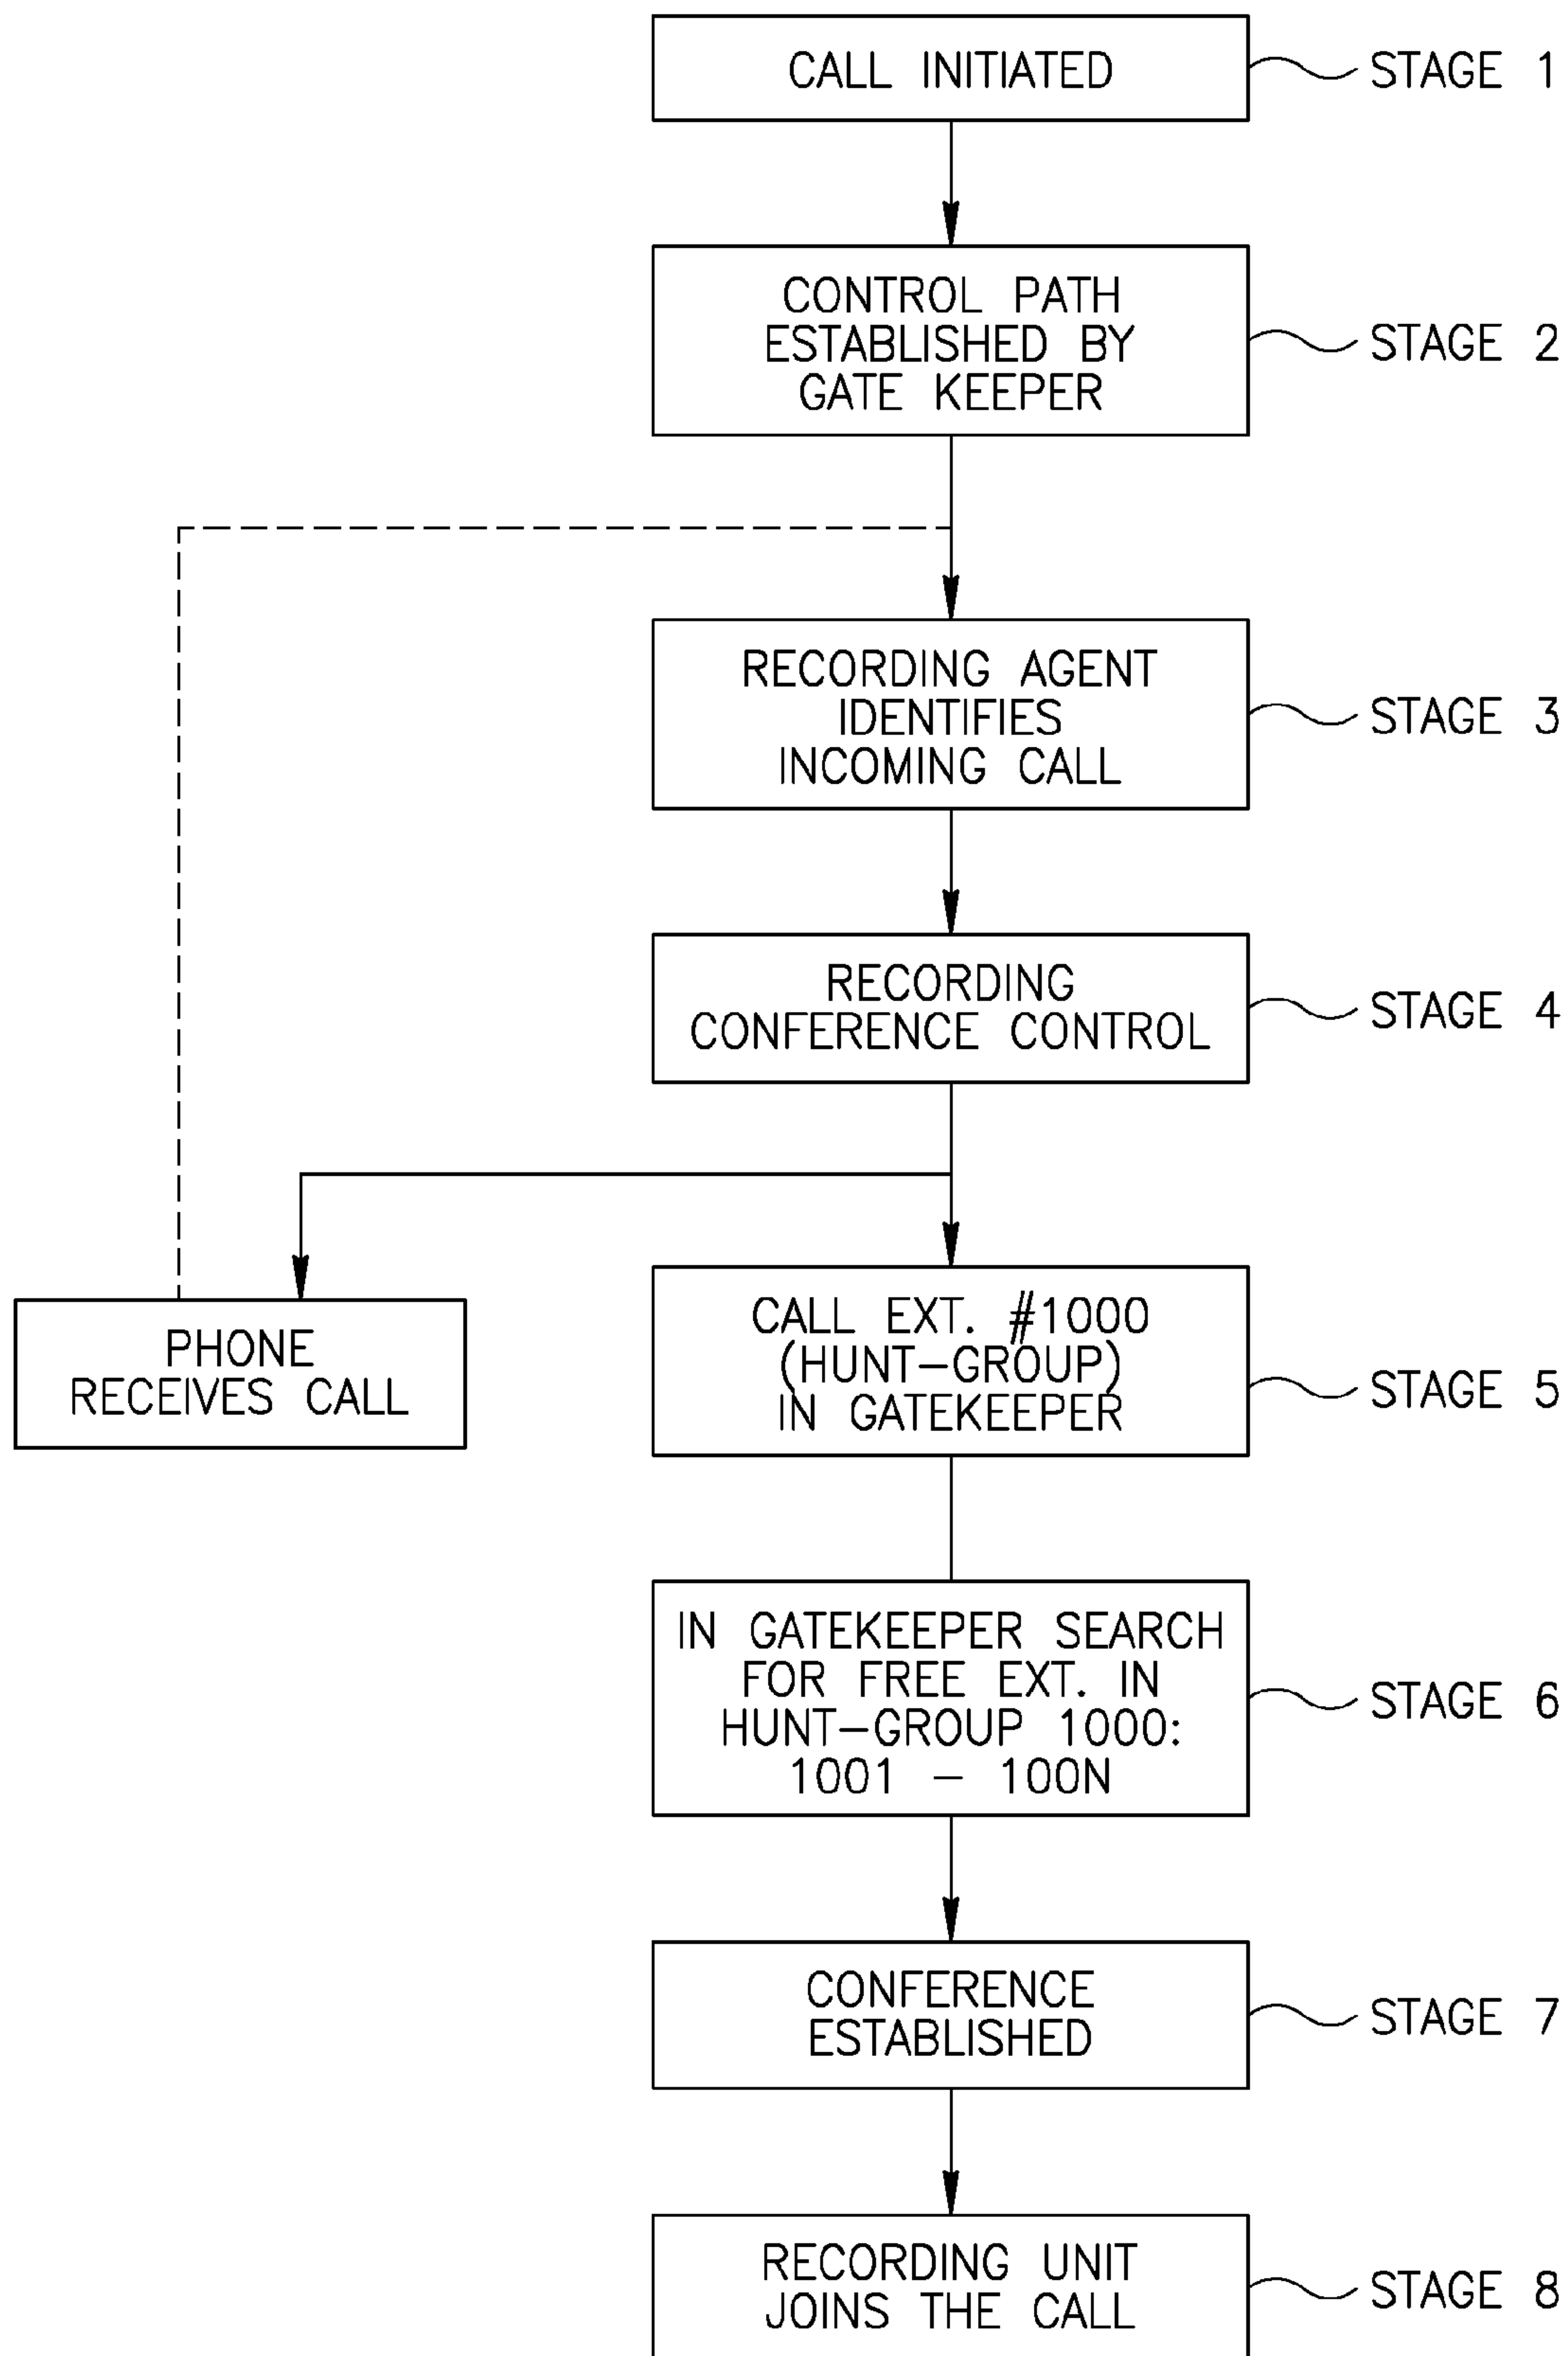 CALL INITIATED
STAGE 1
CONTROL PATH
ESTABLISHED BY
GATE KEEPER
STAGE 2
RECORDING AGENT
IDENTIFIES
INCOMING CALL
STAGE 3
RECORDING
CONFERENCE CONTROL
STAGE 4
PHONE
RECEIVES CALL
CALL EXT. #1000
(HUNT-GROUP)
IN GATEKEEPER
STAGE 5
IN GATEKEEPER SEARCH
FOR FREE EXT. IN
HUNT-GROUP 1000:
1001 – 100N
STAGE 6
CONFERENCE
ESTABLISHED
STAGE 7
RECORDING UNIT
JOINS THE CALL
STAGE 8